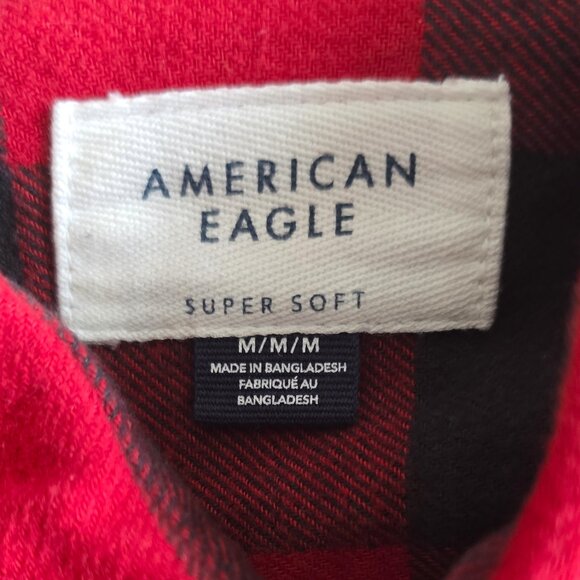 AMERICAN
EAGLE
SUPER SOFT
M/M/M
MADE IN BANGLADESH
FABRIQUÉ AU
BANGLADESH